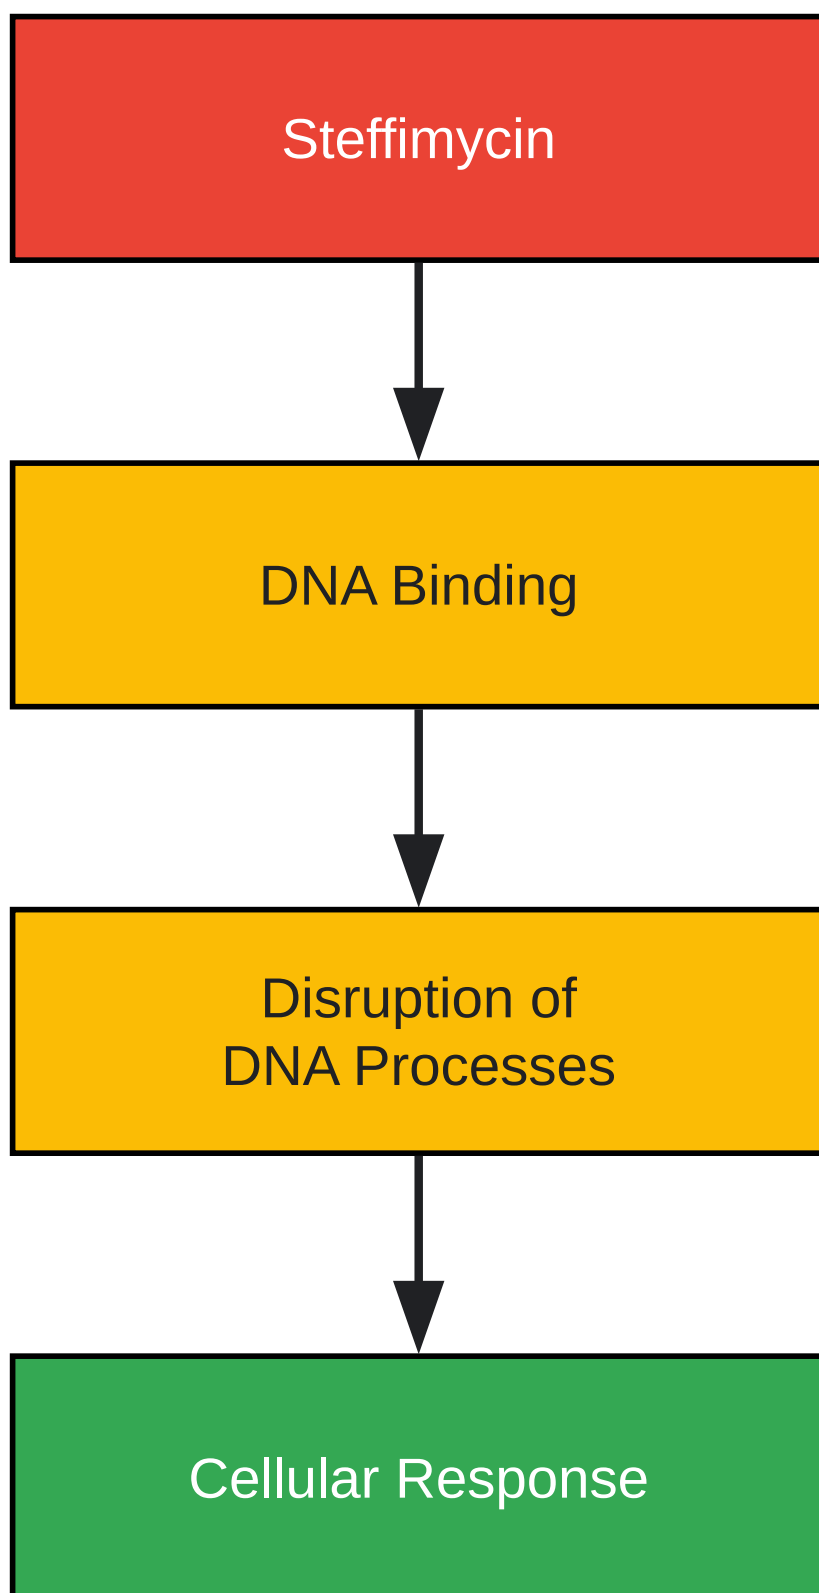 Steffimycin
DNA Binding
Disruption of
DNA Processes
Cellular Response